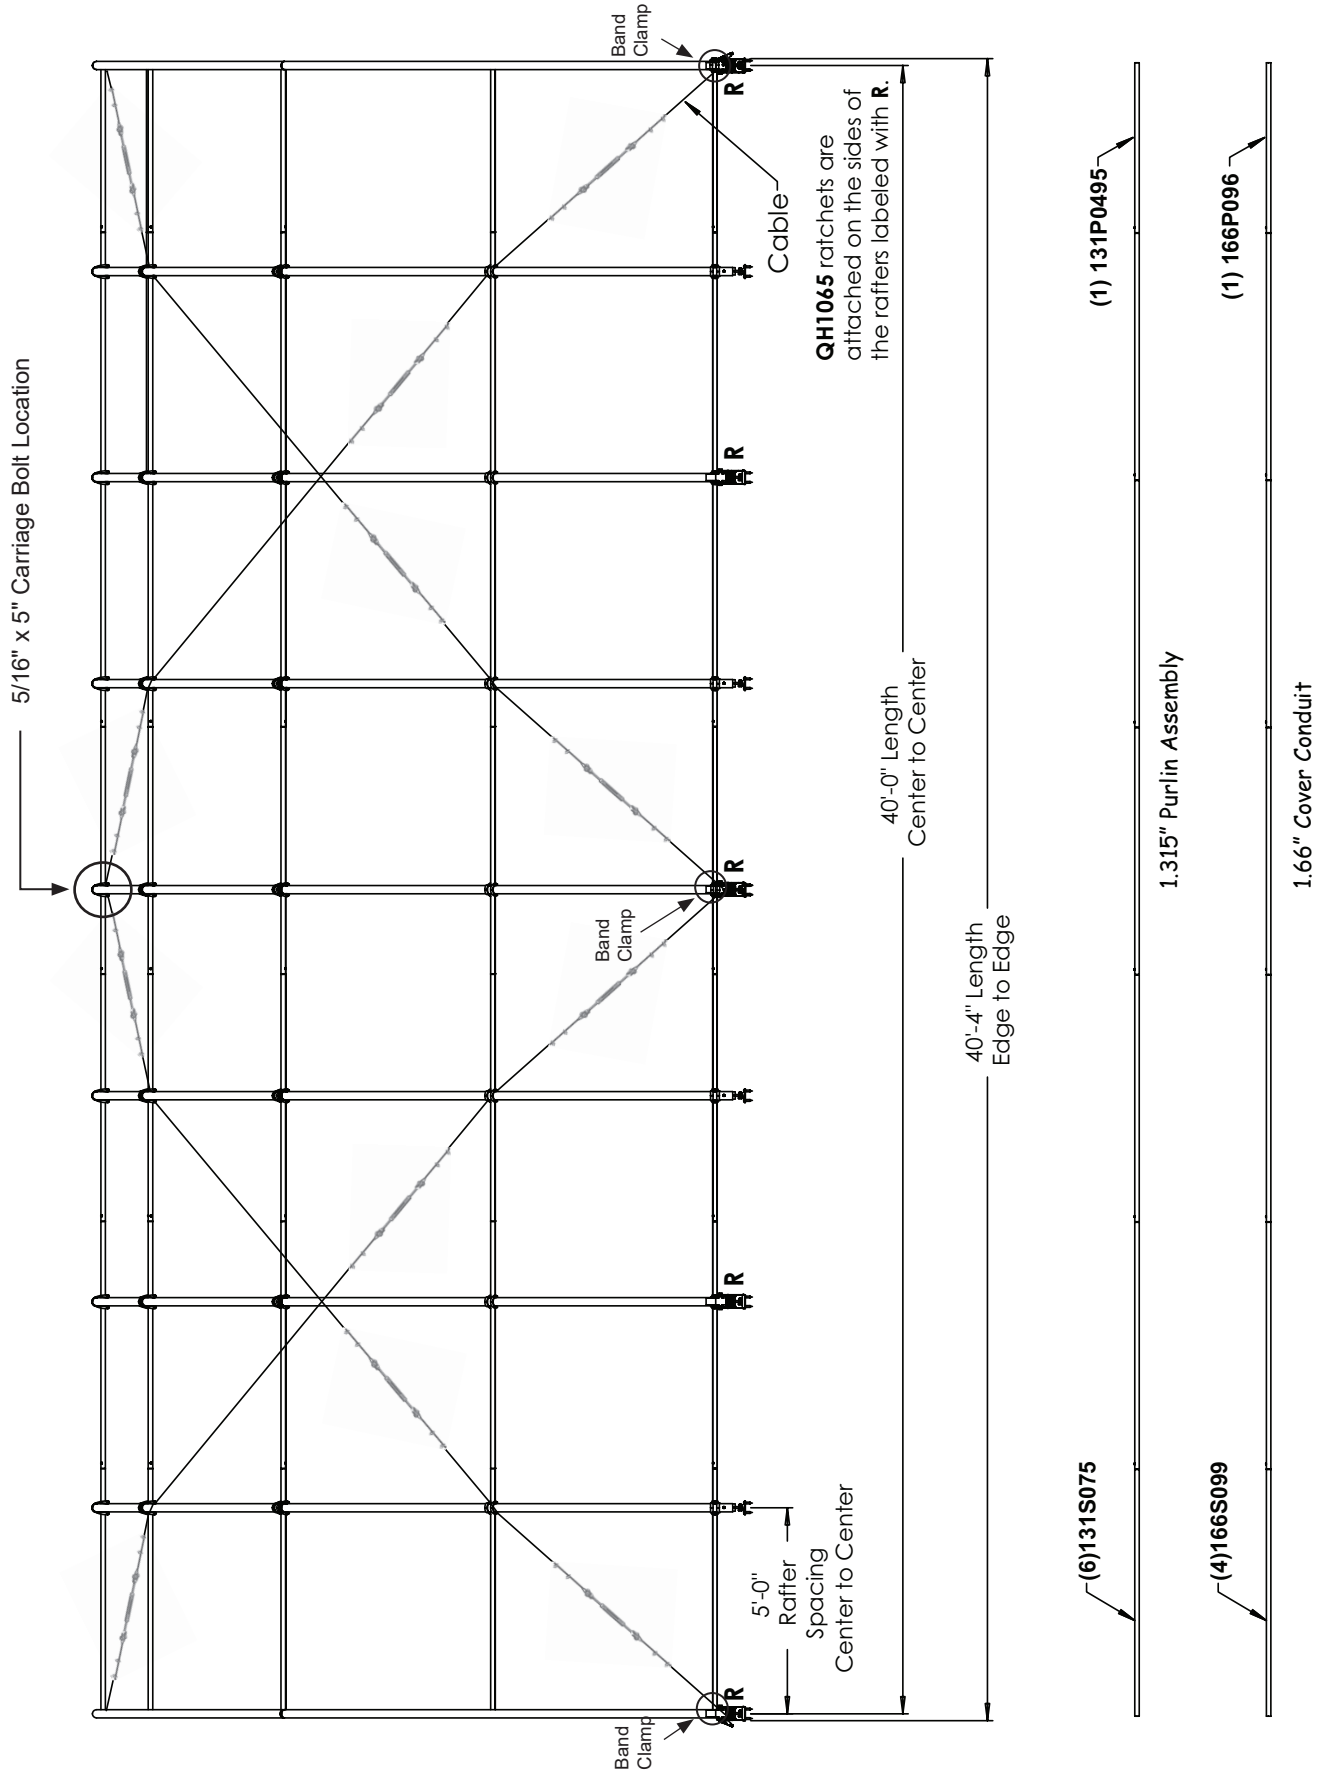 5/16" x 5" Carriage Bolt Location
Band
Clamp
Band
Clamp
Band
Clamp
R
R
R
R
R
Cable
QH1065 ratchets are
attached on the sides of
the rafters labeled with R.
5'-0"
Rafter
Spacing
Center to Center
40'-0" Length
Center to Center
40'-4" Length
Edge to Edge
(6)131S075
(1) 131P0495
1.315" Purlin Assembly
(4)166S099
(1) 166P096
1.66" Cover Conduit